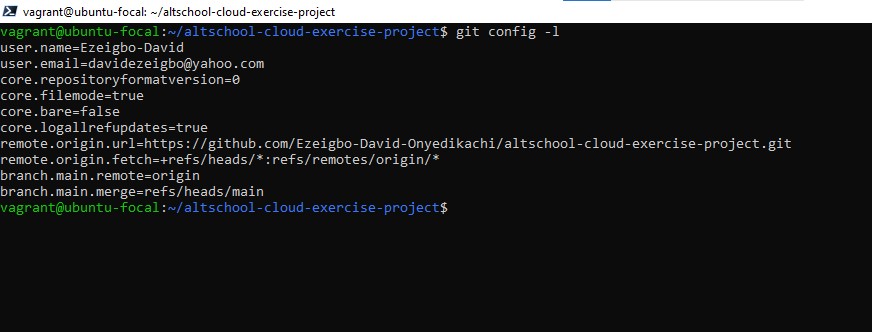 vagrant@ubuntu-focal: ~/altschool-cloud-exercise-project
vagrant@ubuntu-focal:~/altschool-cloud-exercise-project$ git config -l
user.name=Ezeigbo-David
user.email=davidezeigbo@yahoo.com
core.repositoryformatversion=0
core.filemode=true
core.bare=false
core.logallrefupdates=true
remote.origin.url=https://github.com/Ezeigbo-David-Onyedikachi/altschool-cloud-exercise-project.git
remote.origin.fetch=+refs/heads/*:refs/remotes/origin/*
branch.main.remote=origin
branch.main.merge=refs/heads/main
vagrant@ubuntu-focal:~/altschool-cloud-exercise-project$